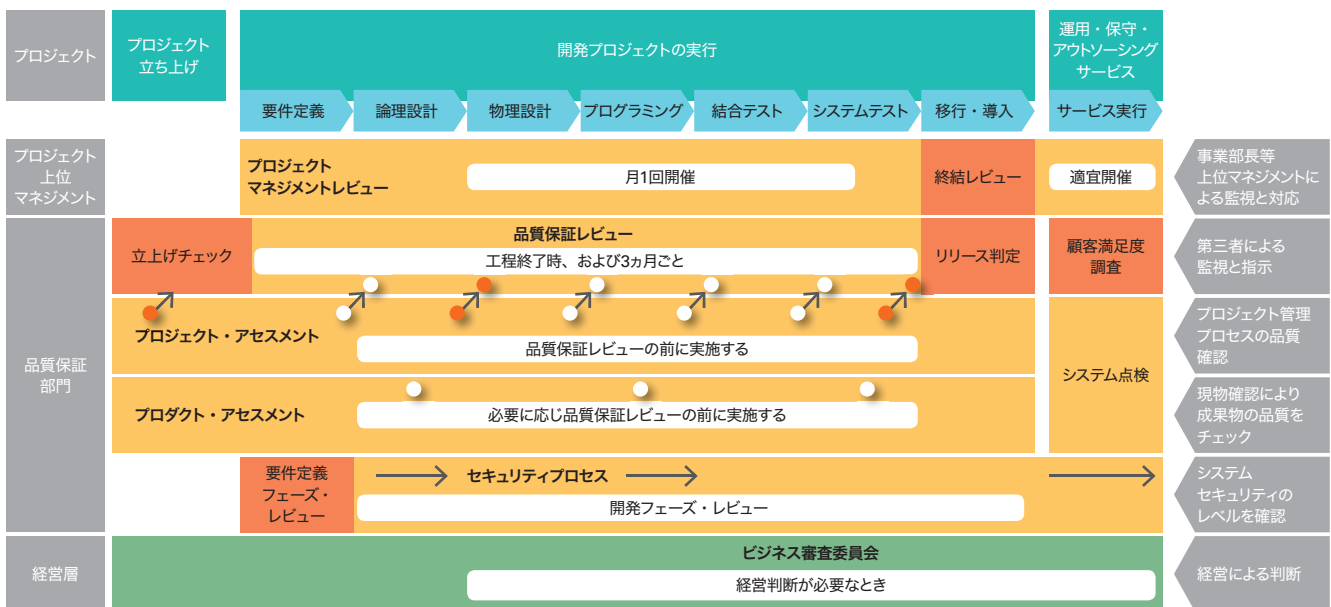 プロジェクト
プロジェクト
立ち上げ
開発プロジェクトの実行
運用・保守・
アウトソーシング
サービス
要件定義
論理設計
物理設計
プログラミング
結合テスト
システムテスト
移行・導入
サービス実行
プロジェクト
上位
マネジメント
プロジェクト
マネジメントレビュー
月1回開催
終結レビュー
適宜開催
事業部長等
上位マネジメントに
よる監視と対応
品質保証
部門
立上げチェック
品質保証レビュー
工程終了時、および3ヵ月ごと
リリース判定
顧客満足度
調査
第三者による
監視と指示
プロジェクト・アセスメント
品質保証レビューの前に実施する
システム点検
プロジェクト管理
プロセスの品質
確認
プロダクト・アセスメント
必要に応じ品質保証レビューの前に実施する
現物確認により
成果物の品質を
チェック
要件定義
フェーズ・
レビュー
セキュリティプロセス
開発フェーズ・レビュー
システム
セキュリティの
レベルを確認
経営層
ビジネス審査委員会
経営判断が必要なとき
経営による判断